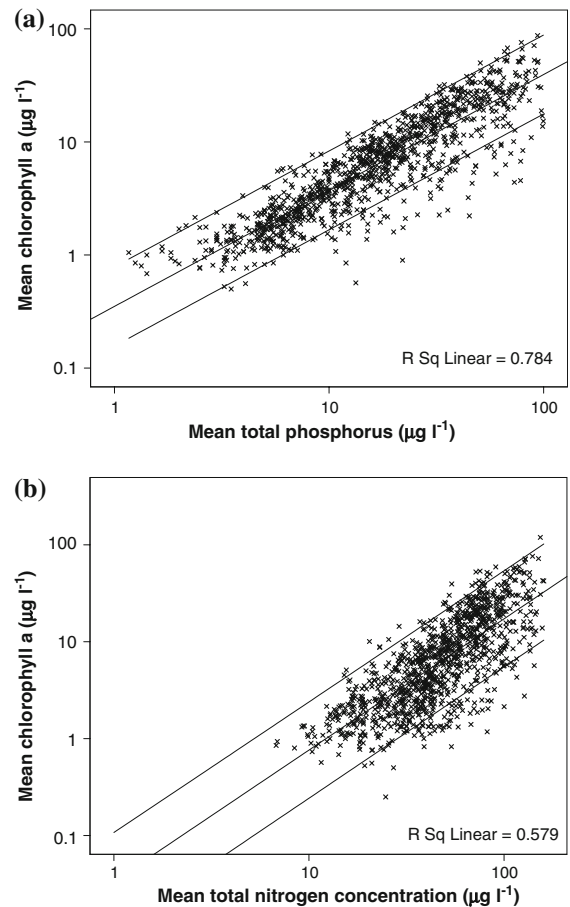 (a)
100
10
1
0.1
Mean chlorophyll a (µg l⁻¹)
R Sq Linear = 0.784
1 10 100
Mean total phosphorus (µg l⁻¹)
(b)
100
10
1
0.1
Mean chlorophyll a (µg l⁻¹)
R Sq Linear = 0.579
1 10 100
Mean total nitrogen concentration (µg l⁻¹)